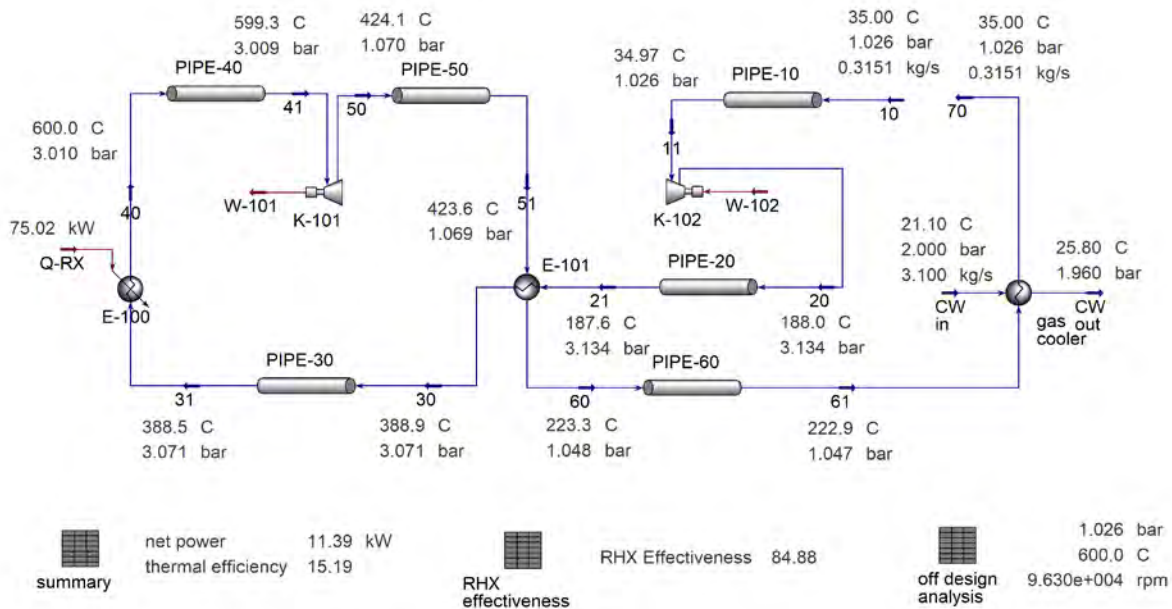 599.3 C
3.009 bar
424.1 C
1.070 bar
34.97 C
1.026 bar
35.00 C
1.026 bar
0.3151 kg/s
35.00 C
1.026 bar
0.3151 kg/s
PIPE-40
PIPE-50
PIPE-10
41
50
10
70
600.0 C
3.010 bar
11
40
W-101
K-101
51
K-102
W-102
75.02 kW
Q-RX
E-100
423.6 C
1.069 bar
E-101
PIPE-20
21
20
21.10 C
2.000 bar
3.100 kg/s
25.80 C
1.960 bar
CW
in
gas
cooler
CW
out
187.6 C
3.134 bar
188.0 C
3.134 bar
PIPE-30
PIPE-60
31
30
60
61
388.5 C
3.071 bar
388.9 C
3.071 bar
223.3 C
1.048 bar
222.9 C
1.047 bar
summary
net power 11.39 kW
thermal efficiency 15.19
RHX
effectiveness
RHX Effectiveness 84.88
off design
analysis
1.026 bar
600.0 C
9.630e+004 rpm